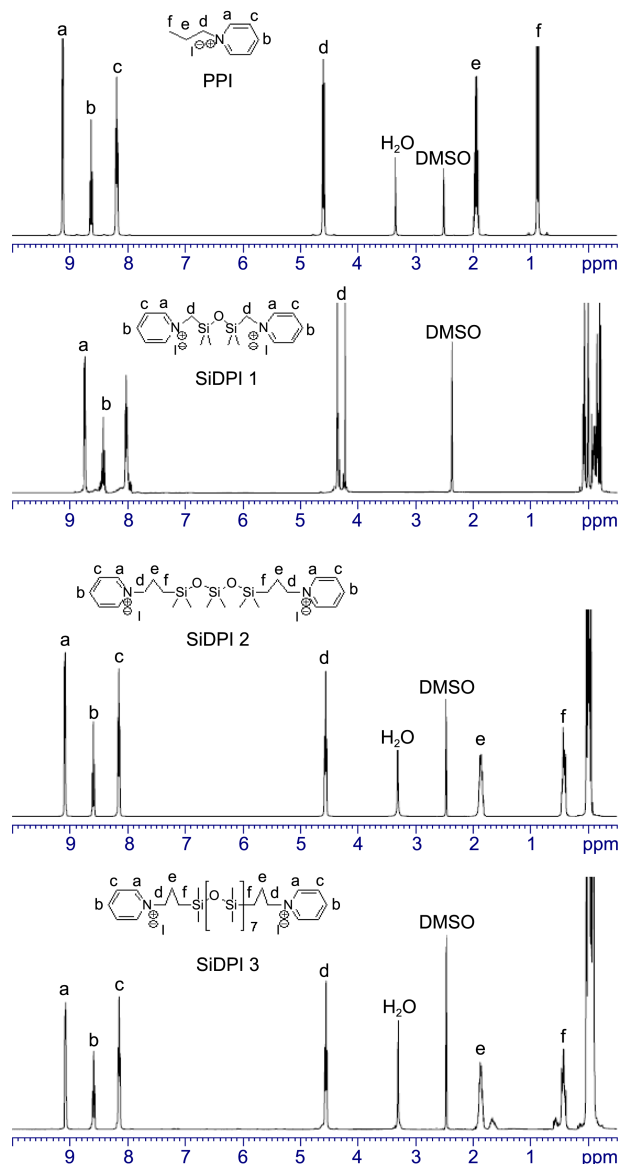 f e d a c b
N
I⊖⊕
PPI
a b c d H₂O DMSO e f
9 8 7 6 5 4 3 2 1 ppm
c a d O d a c
b N Si Si N b
⊕ I⊖ ⊕ I⊖
SiDPI 1
a b d DMSO
9 8 7 6 5 4 3 2 1 ppm
c a e O O e a c
b N d f Si Si Si f d N b
⊕⊖ I I⊖ ⊕
SiDPI 2
a b c d H₂O DMSO e f
9 8 7 6 5 4 3 2 1 ppm
c a e O e a c
b N d f Si Si f d N b
⊕ ⊖ I 7 I⊖ ⊕
SiDPI 3
a b c d H₂O DMSO e f
9 8 7 6 5 4 3 2 1 ppm